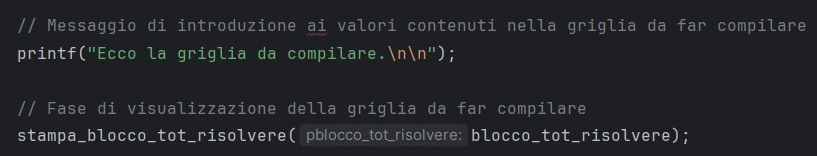 // Messaggio di introduzione ai valori contenuti nella griglia da far compilare
printf("Ecco la griglia da compilare.\n\n");
// Fase di visualizzazione della griglia da far compilare
stampa_blocco_tot_risolvere( pblocco_tot_risolvere: blocco_tot_risolvere);